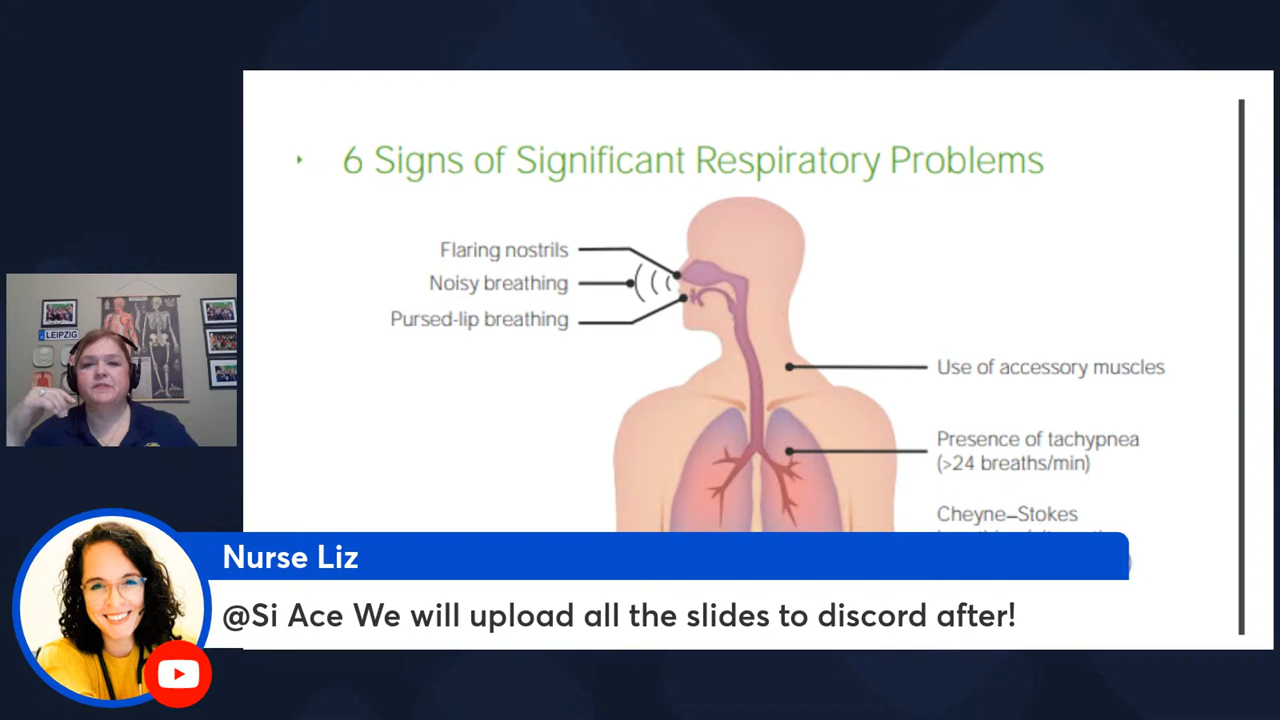 6 Signs of Significant Respiratory Problems
Flaring nostrils
Noisy breathing
Pursed-lip breathing
Use of accessory muscles
Presence of tachypnea
(>24 breaths/min)
Cheyne–Stokes
LEIPZIG
Nurse Liz
@Si Ace We will upload all the slides to discord after!